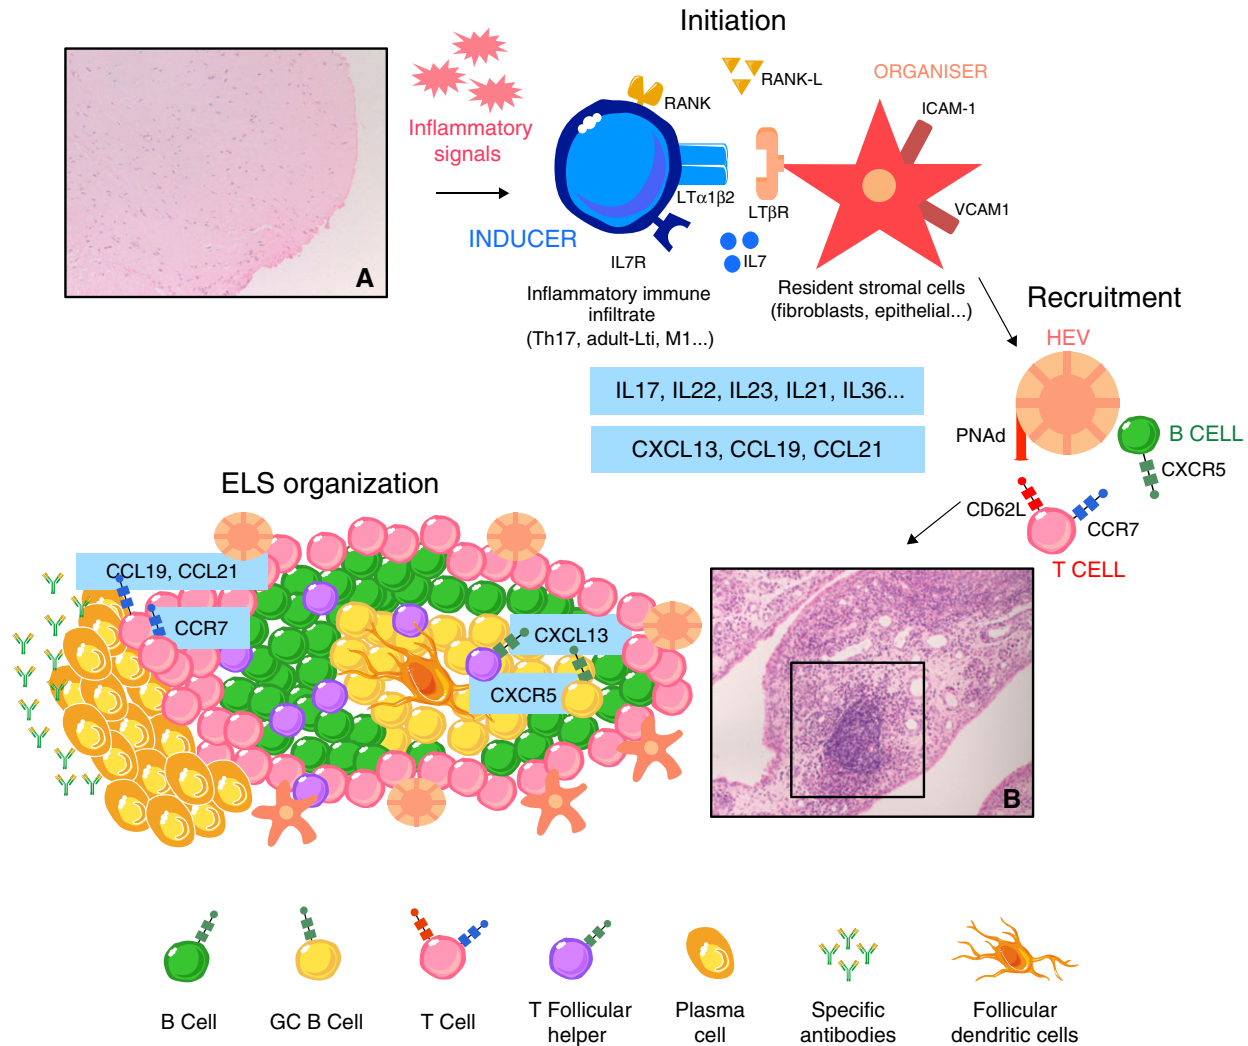 Initiation
Inflammatory
signals
RANK
RANK-L
ORGANISER
ICAM-1
LTα1β2
LTβR
VCAM1
INDUCER
IL7R
IL7
A
Inflammatory immune
infiltrate
(Th17, adult-Lti, M1...)
Resident stromal cells
(fibroblasts, epithelial...)
Recruitment
HEV
IL17, IL22, IL23, IL21, IL36...
CXCL13, CCL19, CCL21
PNAd
B CELL
CXCR5
CD62L
CCR7
T CELL
ELS organization
CCL19, CCL21
CCR7
CXCL13
CXCR5
B
B Cell
GC B Cell
T Cell
T Follicular
helper
Plasma
cell
Specific
antibodies
Follicular
dendritic cells